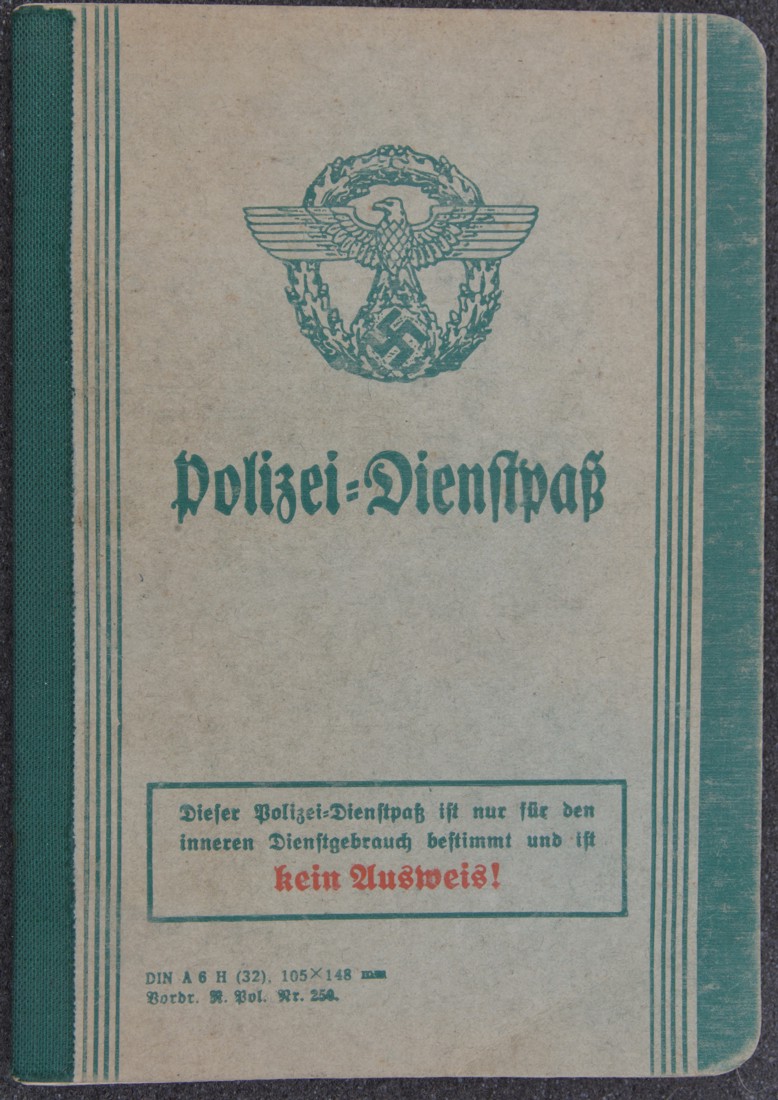 Polizei=Dienſtpaß
Dieſer Polizei=Dienſtpaß iſt nur für den
inneren Dienſtgebrauch beſtimmt und iſt
kein Ausweis!
DIN A 6 H (32), 105×148 mm
Vordr. R. Pol. Nr. 250.